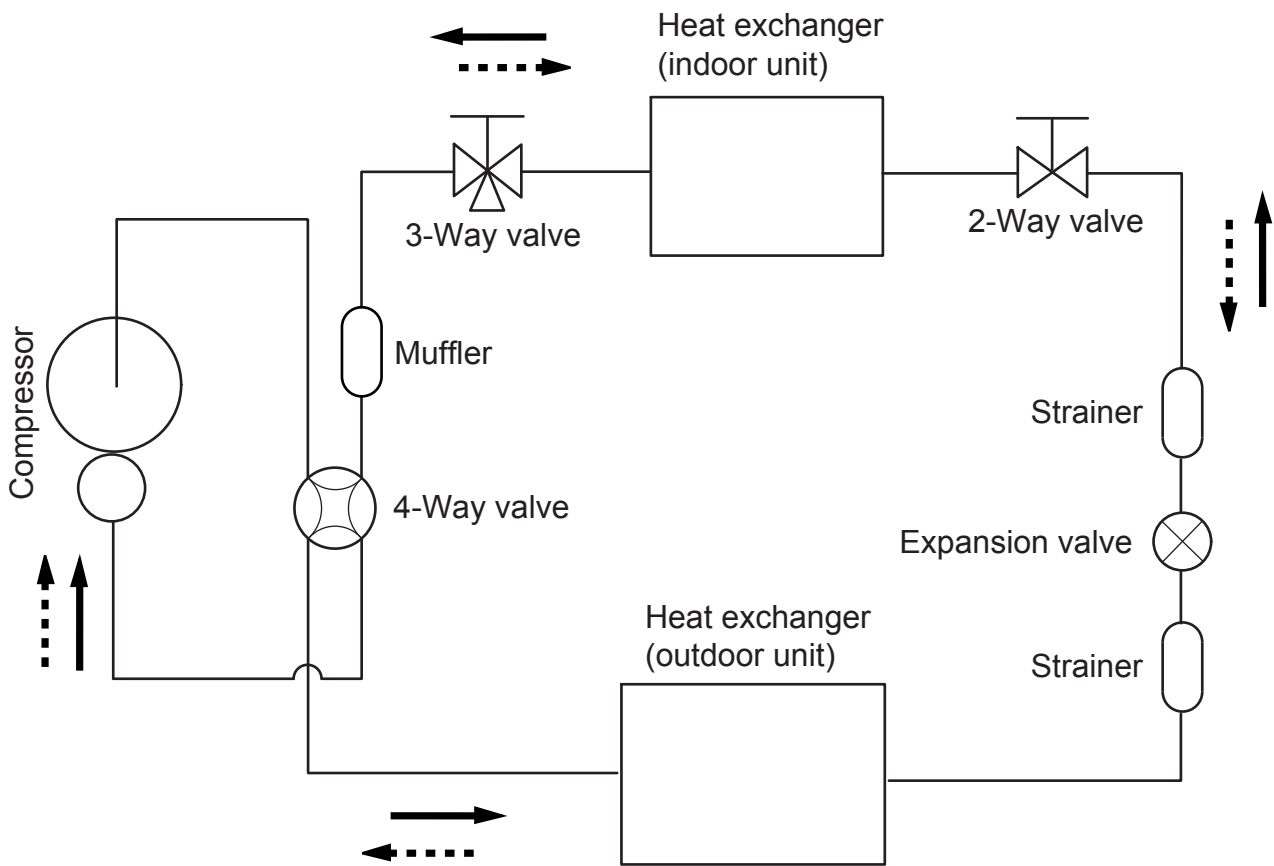 Heat exchanger
(indoor unit)
3-Way valve
2-Way valve
Compressor
Muffler
Strainer
4-Way valve
Expansion valve
Heat exchanger
(outdoor unit)
Strainer